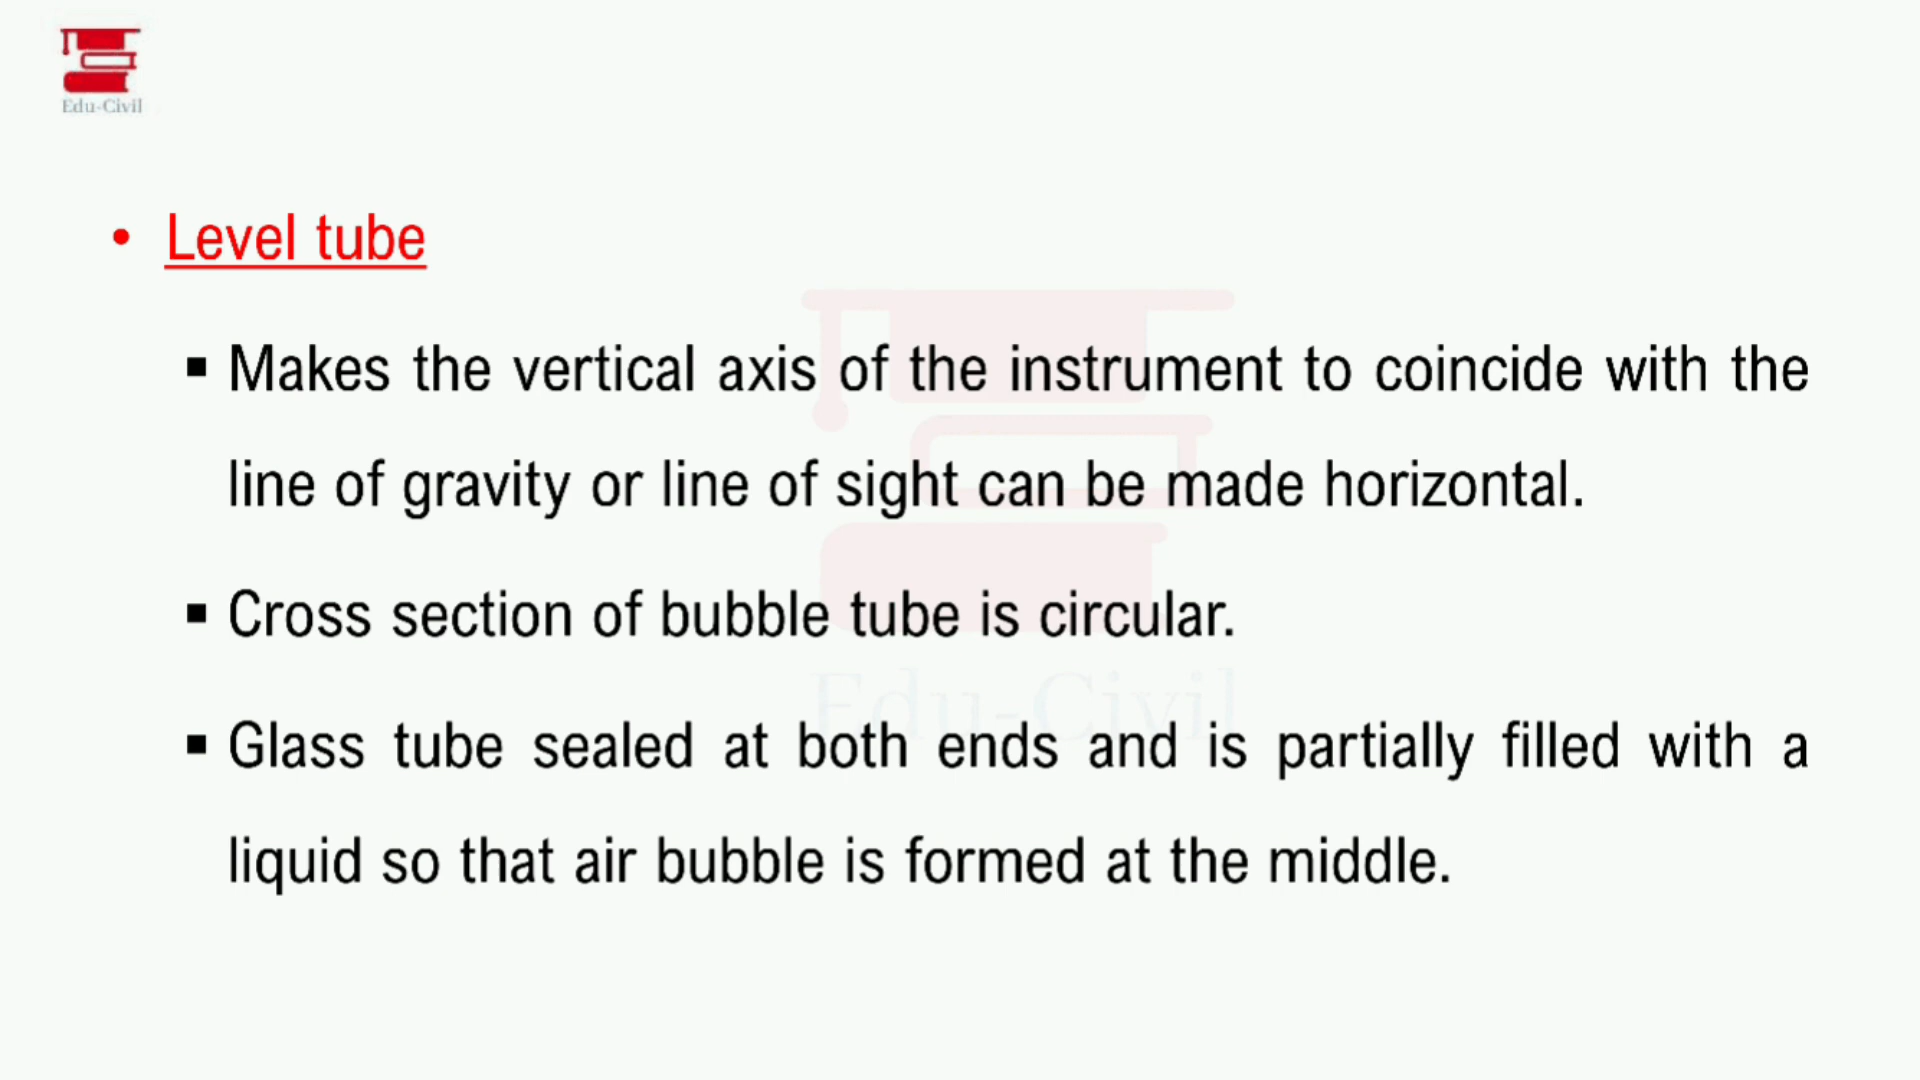 Edu-Civil
• Level tube
▪ Makes the vertical axis of the instrument to coincide with the
line of gravity or line of sight can be made horizontal.
▪ Cross section of bubble tube is circular.
Edu-Civil
▪ Glass tube sealed at both ends and is partially filled with a
liquid so that air bubble is formed at the middle.